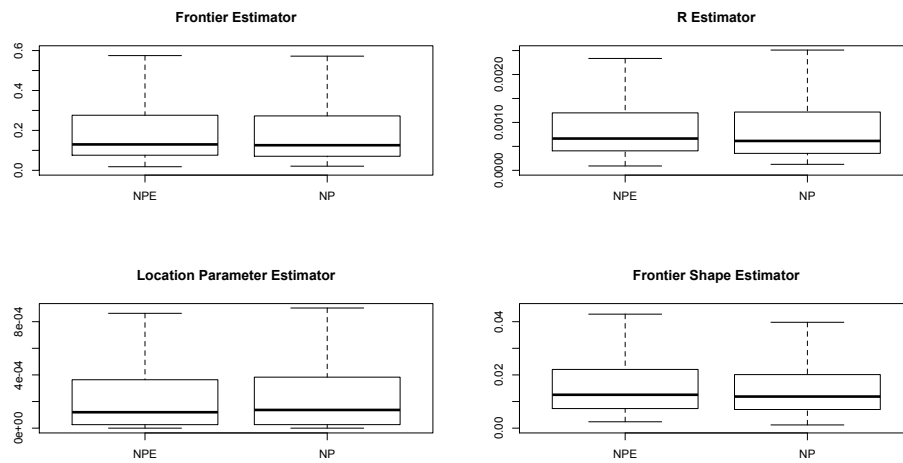 Frontier Estimator
0.6
0.4
0.2
0.0
NPE NP
R Estimator
0.0020
0.0010
0.0000
NPE NP
Location Parameter Estimator
8e-04
4e-04
0e+00
NPE NP
Frontier Shape Estimator
0.04
0.02
0.00
NPE NP